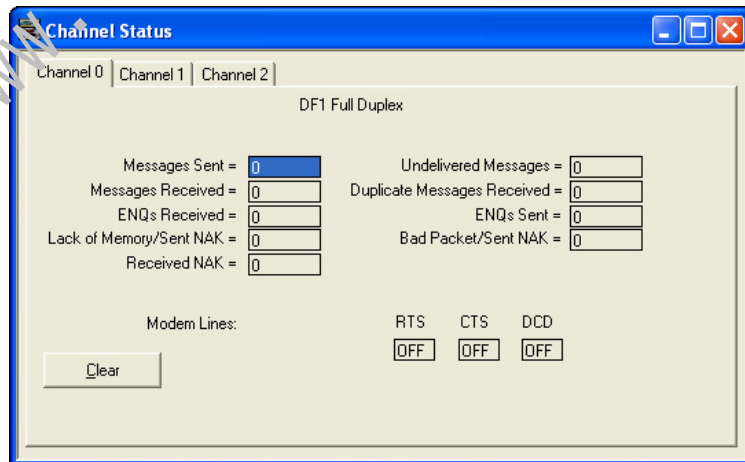 Channel Status
Channel 0 Channel 1 Channel 2
DF1 Full Duplex
Messages Sent = 0 Undelivered Messages = 0
Messages Received = 0 Duplicate Messages Received = 0
ENQs Received = 0 ENQs Sent = 0
Lack of Memory/Sent NAK = 0 Bad Packet/Sent NAK = 0
Received NAK = 0
Modem Lines: RTS CTS DCD
OFF OFF OFF
Clear